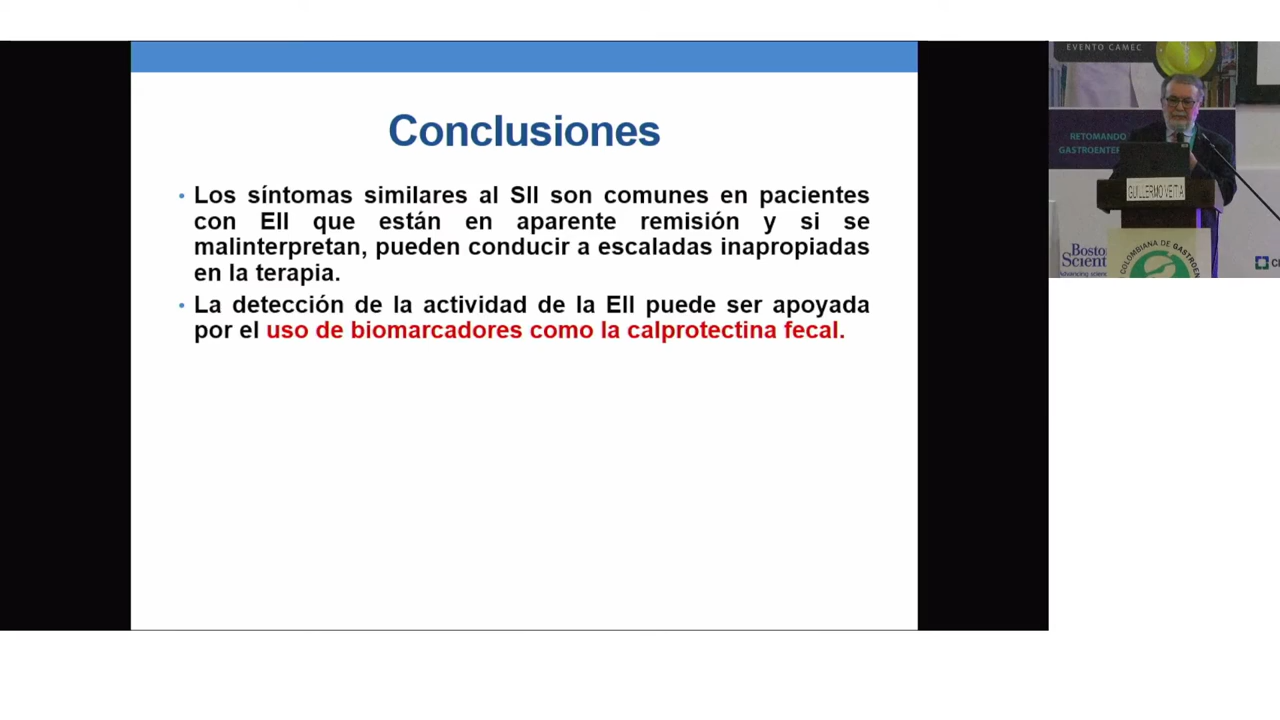 Conclusiones
• Los síntomas similares al SII son comunes en pacientes
con EII que están en aparente remisión y si se
malinterpretan, pueden conducir a escaladas inapropiadas
en la terapia.
• La detección de la actividad de la EII puede ser apoyada
por el uso de biomarcadores como la calprotectina fecal.
EVENTO CAMEC
RETOMANDO
GASTROENTER
GUILLERMO VEITIA
Boston
Scient
Advancing scien
COLOMBIANA DE GASTROEN